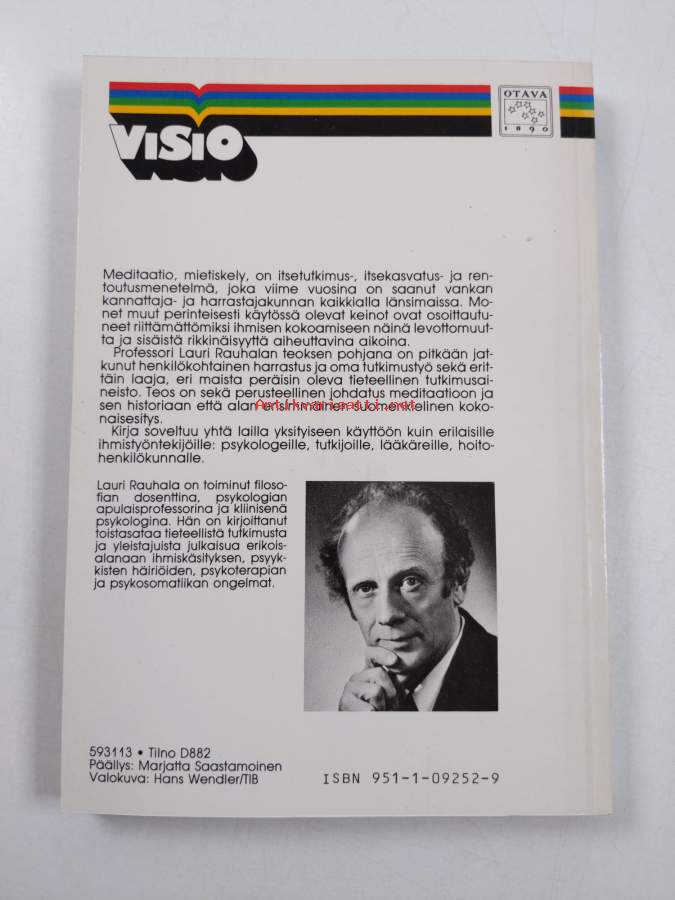 OTAVA
1890
VISIO
Meditaatio, mietiskely, on itsetutkimus-, itsekasvatus- ja ren-
toutusmenetelmä, joka viime vuosina on saanut vankan
kannattaja- ja harrastajakunnan kaikkialla länsimaissa. Mo-
net muut perinteisesti käytössä olevat keinot ovat osoittautu-
neet riittämättömiksi ihmisen kokoamiseen näinä levottomuut-
ta ja sisäistä rikkinäisyyttä aiheuttavina aikoina.
Professori Lauri Rauhalan teoksen pohjana on pitkään jat-
kunut henkilökohtainen harrastus ja oma tutkimustyö sekä erit-
täin laaja, eri maista peräisin oleva tieteellinen tutkimusai-
neisto. Teos on sekä perusteellinen johdatus meditaatioon ja
Antikvariaatti.net
sen historiaan että alan ensimmäinen suomenkielinen koko-
naisesitys.
Kirja soveltuu yhtä lailla yksityiseen käyttöön kuin erilaisille
ihmistyöntekijöille: psykologeille, tutkijoille, lääkäreille, hoito-
henkilökunnalle.
Lauri Rauhala on toiminut filoso-
fian dosenttina, psykologian
apulaisprofessorina ja kliinisenä
psykologina. Hän on kirjoittanut
toistasataa tieteellistä tutkimusta
ja yleistajuista julkaisua erikois-
alanaan ihmiskäsityksen, psyyk-
kisten häiriöiden, psykoterapian
ja psykosomatiikan ongelmat.
593113 • Tilno D882
Päällys: Marjatta Saastamoinen
Valokuva: Hans Wendler/TIB
ISBN 951-1-09252-9